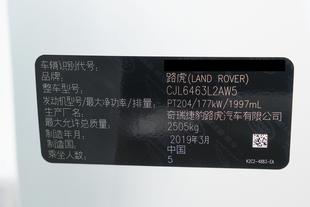 车辆识别代号:
品牌: 路虎(LAND ROVER)
整车型号: CJL6463L2AW5
发动机型号/最大净功率/排量: PT204/177kW/1997mL
生产厂名: 奇瑞捷豹路虎汽车有限公司
最大允许总质量: 2505kg
制造年月: 2019年3月
制造国: 中国
乘坐人数: 5